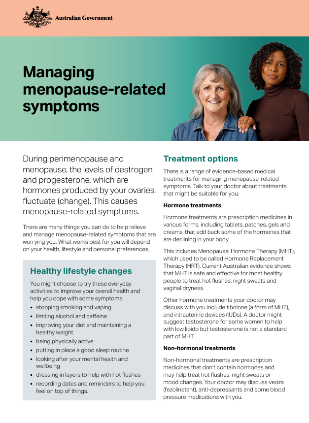 Australian Government
Managing
menopause-related
symptoms
During perimenopause and
menopause, the levels of oestrogen
and progesterone, which are
hormones produced by your ovaries,
fluctuate (change). This causes
menopause-related symptoms.
There are many things you can do to help relieve
and manage menopause-related symptoms that are
worrying you. What works best for you will depend
on your health, lifestyle and personal preferences.
Healthy lifestyle changes
You might choose to try these everyday
activities to improve your overall health and
help you cope with some symptoms:
• stopping smoking and vaping
• limiting alcohol and caffeine
• improving your diet and maintaining a
healthy weight
• being physically active
• putting in place a good sleep routine
• looking after your mental health and
wellbeing
• dressing in layers to help with hot flushes
• recording dates and reminders to help you
feel on top of things.
Treatment options
There is a range of evidence-based medical
treatments for managing menopause-related
symptoms. Talk to your doctor about treatments
that might be suitable for you.
Hormone treatments
Hormone treatments are prescription medicines in
various forms, including tablets, patches, gels and
creams, that add back some of the hormones that
are declining in your body.
This includes Menopausal Hormone Therapy (MHT),
which used to be called Hormone Replacement
Therapy (HRT). Current Australian evidence shows
that MHT is safe and effective for most healthy
people to treat hot flushes, night sweats and
vaginal dryness.
Other hormone treatments your doctor may
discuss with you include tibolone (a form of MHT),
and intrauterine devices (IUDs). A doctor might
suggest testosterone for some women to help
with low libido but testosterone is not a standard
part of MHT.
Non-hormonal treatments
Non-hormonal treatments are prescription
medicines that don't contain hormones and
may help treat hot flushes, night sweats or
mood changes. Your doctor may discuss veoza
(fezolinetant), anti-depressants and some blood
pressure medications with you.